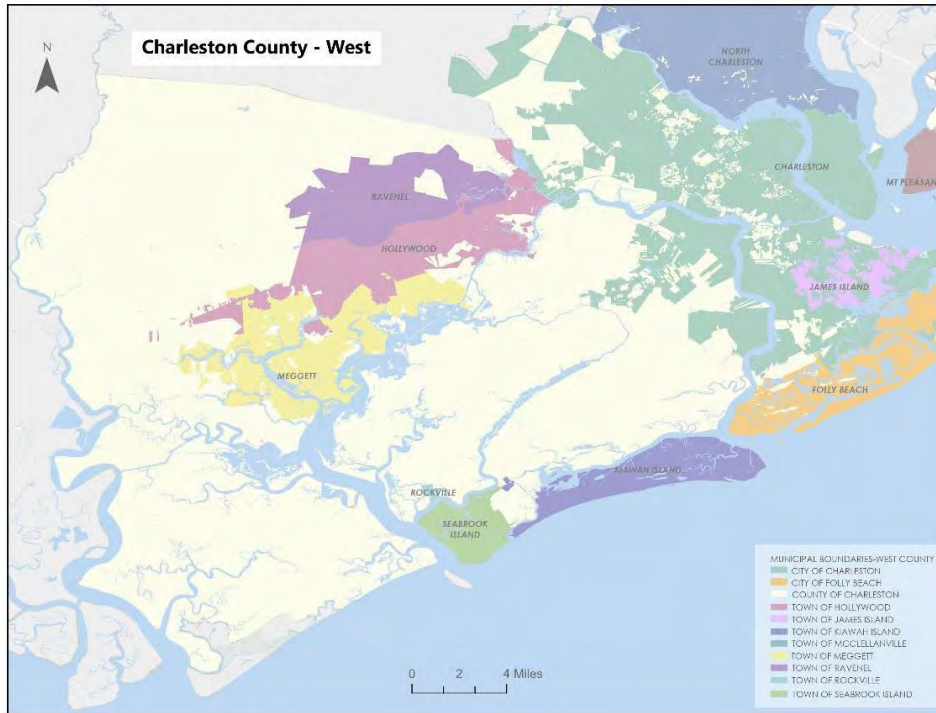 Charleston County - West
N
NORTH
CHARLESTON
CHARLESTON
MT PLEASAN
RAVENEL
HOLLYWOOD
JAMES ISLAND
MEGGETT
FOLLY BEACH
KIAWAH ISLAND
ROCKVILLE
SEABROOK
ISLAND
MUNICIPAL BOUNDARIES-WEST COUNTY
CITY OF CHARLESTON
CITY OF FOLLY BEACH
COUNTY OF CHARLESTON
TOWN OF HOLLYWOOD
TOWN OF JAMES ISLAND
TOWN OF KIAWAH ISLAND
TOWN OF MCCLELLANVILLE
TOWN OF MEGGETT
TOWN OF RAVENEL
TOWN OF ROCKVILLE
TOWN OF SEABROOK ISLAND
0 2 4 Miles